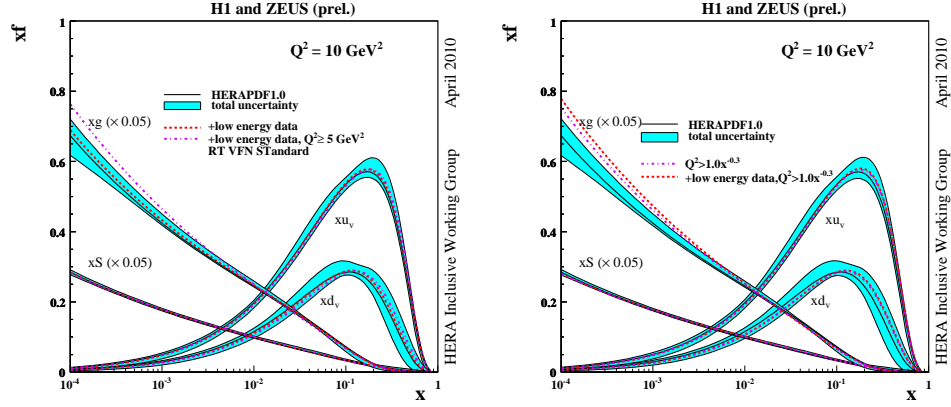 H1 and ZEUS (prel.)
xf
1
0.8
0.6
0.4
0.2
0
Q² = 10 GeV²
HERAPDF1.0
total uncertainty
+low energy data
+low energy data, Q²≥ 5 GeV²
RT VFN STandard
xg (× 0.05)
xS (× 0.05)
xuᵥ
xdᵥ
10⁻⁴
10⁻³
10⁻²
10⁻¹
1
x
HERA Inclusive Working Group April 2010
H1 and ZEUS (prel.)
xf
1
0.8
0.6
0.4
0.2
0
Q² = 10 GeV²
HERAPDF1.0
total uncertainty
Q²>1.0x⁻⁰·³
+low energy data,Q²>1.0x⁻⁰·³
xg (× 0.05)
xS (× 0.05)
xuᵥ
xdᵥ
10⁻⁴
10⁻³
10⁻²
10⁻¹
1
x
HERA Inclusive Working Group April 2010